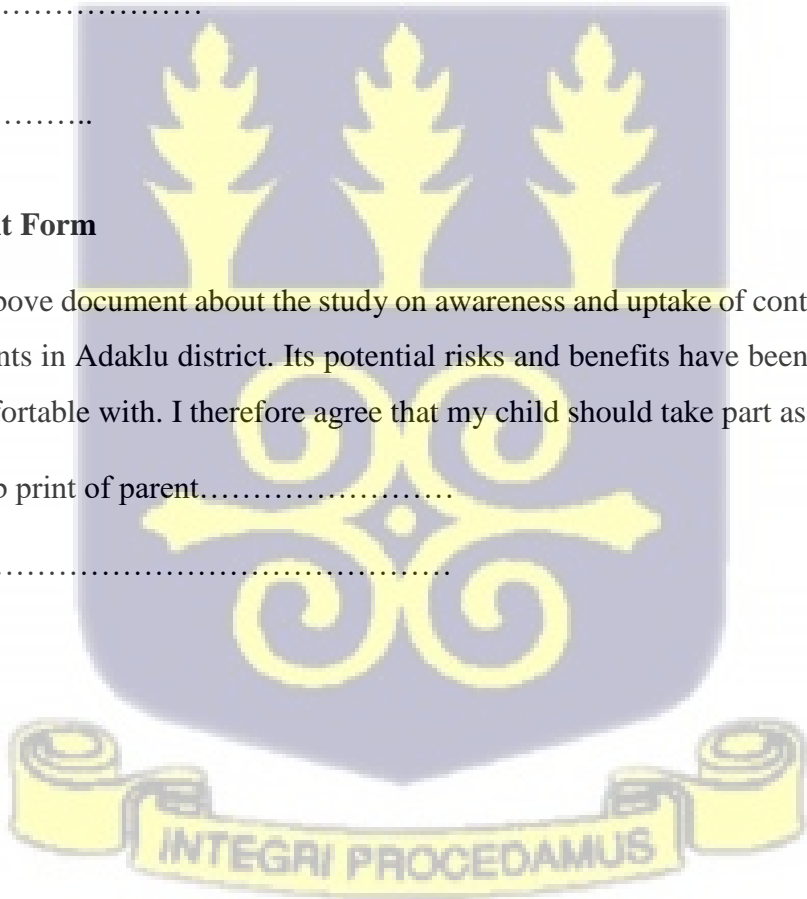 …………………
………..
t Form
bove document about the study on awareness and uptake of cont
nts in Adaklu district. Its potential risks and benefits have been
fortable with. I therefore agree that my child should take part as
p print of parent……………………
……………………………………
INTEGRI PROCEDAMUS